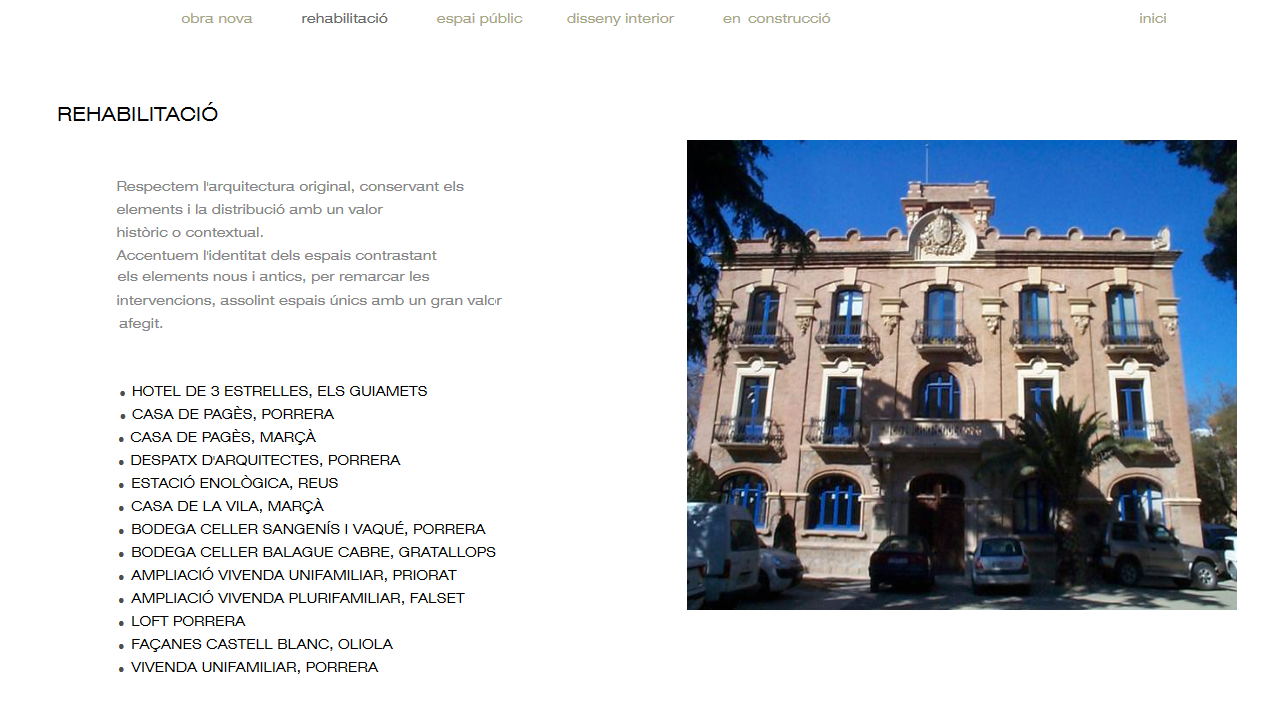 obra nova rehabilitació espai públic disseny interior en construcció inici
REHABILITACIÓ
Respectem l'arquitectura original, conservant els
elements i la distribució amb un valor
històric o contextual.
Accentuem l'identitat dels espais contrastant
els elements nous i antics, per remarcar les
intervencions, assolint espais únics amb un gran valor
afegit.
• HOTEL DE 3 ESTRELLES, ELS GUIAMETS
• CASA DE PAGÈS, PORRERA
• CASA DE PAGÈS, MARÇÀ
• DESPATX D'ARQUITECTES, PORRERA
• ESTACIÓ ENOLÒGICA, REUS
• CASA DE LA VILA, MARÇÀ
• BODEGA CELLER SANGENÍS I VAQUÉ, PORRERA
• BODEGA CELLER BALAGUE CABRE, GRATALLOPS
• AMPLIACIÓ VIVENDA UNIFAMILIAR, PRIORAT
• AMPLIACIÓ VIVENDA PLURIFAMILIAR, FALSET
• LOFT PORRERA
• FAÇANES CASTELL BLANC, OLIOLA
• VIVENDA UNIFAMILIAR, PORRERA